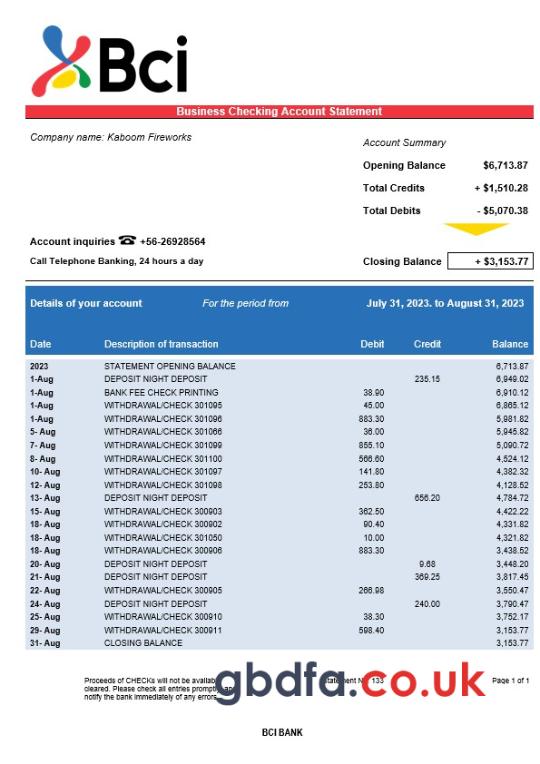 Bci
Business Checking Account Statement
Company name: Kaboom Fireworks
Account Summary
Opening Balance $6,713.87
Total Credits + $1,510.28
Total Debits - $5,070.38
Account inquiries ☎ +56-26928564
Call Telephone Banking, 24 hours a day
Closing Balance + $3,153.77
Details of your account For the period from July 31, 2023. to August 31, 2023
Date Description of transaction Debit Credit Balance
2023 STATEMENT OPENING BALANCE 6,713.87
1-Aug DEPOSIT NIGHT DEPOSIT 235.15 6,949.02
1-Aug BANK FEE CHECK PRINTING 38.90 6,910.12
1-Aug WITHDRAWAL/CHECK 301095 45.00 6,865.12
1-Aug WITHDRAWAL/CHECK 301096 883.30 5,981.82
5- Aug WITHDRAWAL/CHECK 301066 36.00 5,945.82
7- Aug WITHDRAWAL/CHECK 301099 855.10 5,090.72
8- Aug WITHDRAWAL/CHECK 301100 566.60 4,524.12
10- Aug WITHDRAWAL/CHECK 301097 141.80 4,382.32
12- Aug WITHDRAWAL/CHECK 301098 253.80 4,128.52
13- Aug DEPOSIT NIGHT DEPOSIT 656.20 4,784.72
15- Aug WITHDRAWAL/CHECK 300903 362.50 4,422.22
18- Aug WITHDRAWAL/CHECK 300902 90.40 4,331.82
18- Aug WITHDRAWAL/CHECK 301050 10.00 4,321.82
18- Aug WITHDRAWAL/CHECK 300906 883.30 3,438.52
20- Aug DEPOSIT NIGHT DEPOSIT 9.68 3,448.20
21- Aug DEPOSIT NIGHT DEPOSIT 369.25 3,817.45
22- Aug WITHDRAWAL/CHECK 300905 266.98 3,550.47
24- Aug DEPOSIT NIGHT DEPOSIT 240.00 3,790.47
25- Aug WITHDRAWAL/CHECK 300910 38.30 3,752.17
29- Aug WITHDRAWAL/CHECK 300911 598.40 3,153.77
31- Aug CLOSING BALANCE 3,153.77
Proceeds of CHECKs will not be 133 Page 1 of 1
cleared. Please check all entries
notify the bank immediately of any errors
gbdfa.co.uk
BCI BANK